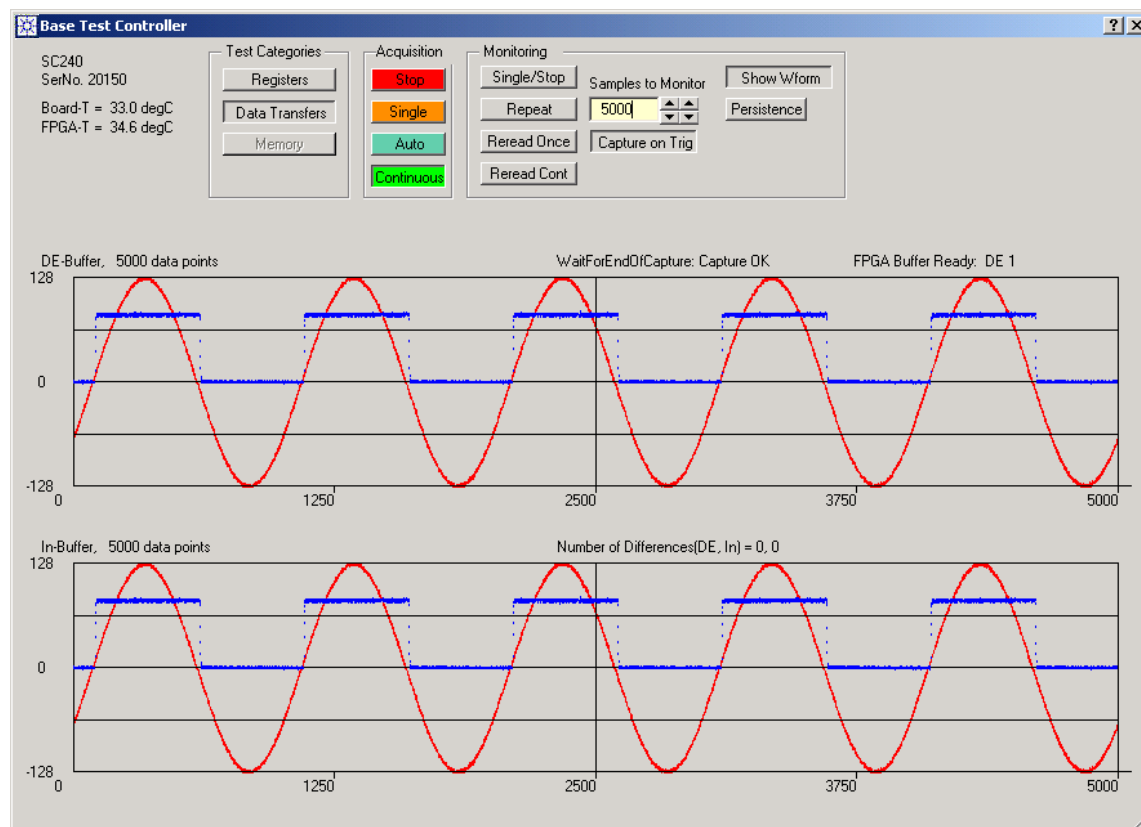 Base Test Controller
SC240
SerNo. 20150
Board-T = 33.0 degC
FPGA-T = 34.6 degC
Test Categories
Registers
Data Transfers
Memory
Acquisition
Stop
Single
Auto
Continuous
Monitoring
Single/Stop
Repeat
Reread Once
Reread Cont
Samples to Monitor
5000
Capture on Trig
Show Wform
Persistence
DE-Buffer, 5000 data points
WaitForEndOfCapture: Capture OK
FPGA Buffer Ready: DE 1
128
0
-128
0 1250 2500 3750 5000
In-Buffer, 5000 data points
Number of Differences(DE, In) = 0, 0
128
0
-128
0 1250 2500 3750 5000